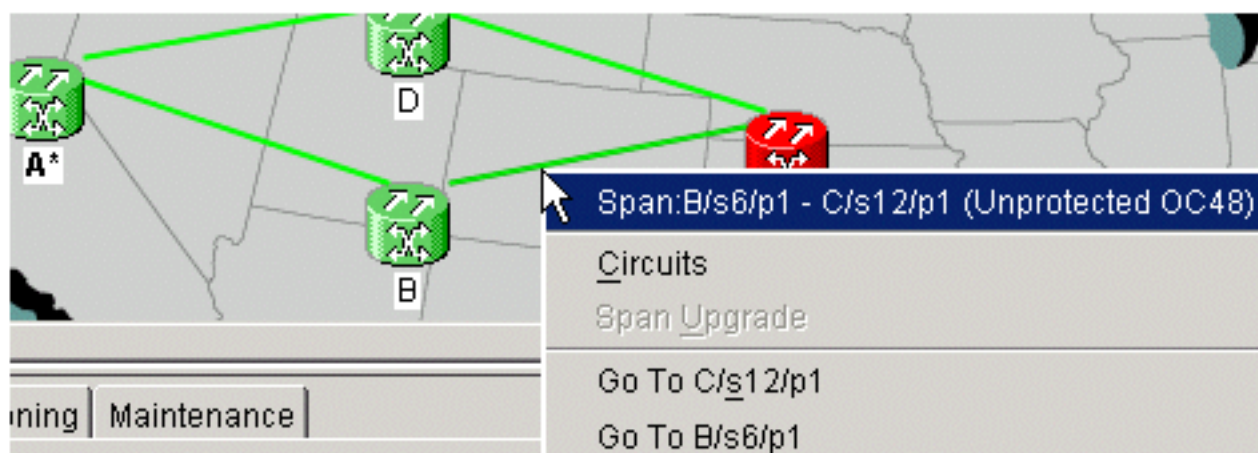 D
A*
B
Span:B/s6/p1 - C/s12/p1 (Unprotected OC48)
Circuits
Span Upgrade
Go To C/s12/p1
Go To B/s6/p1
Maintenance